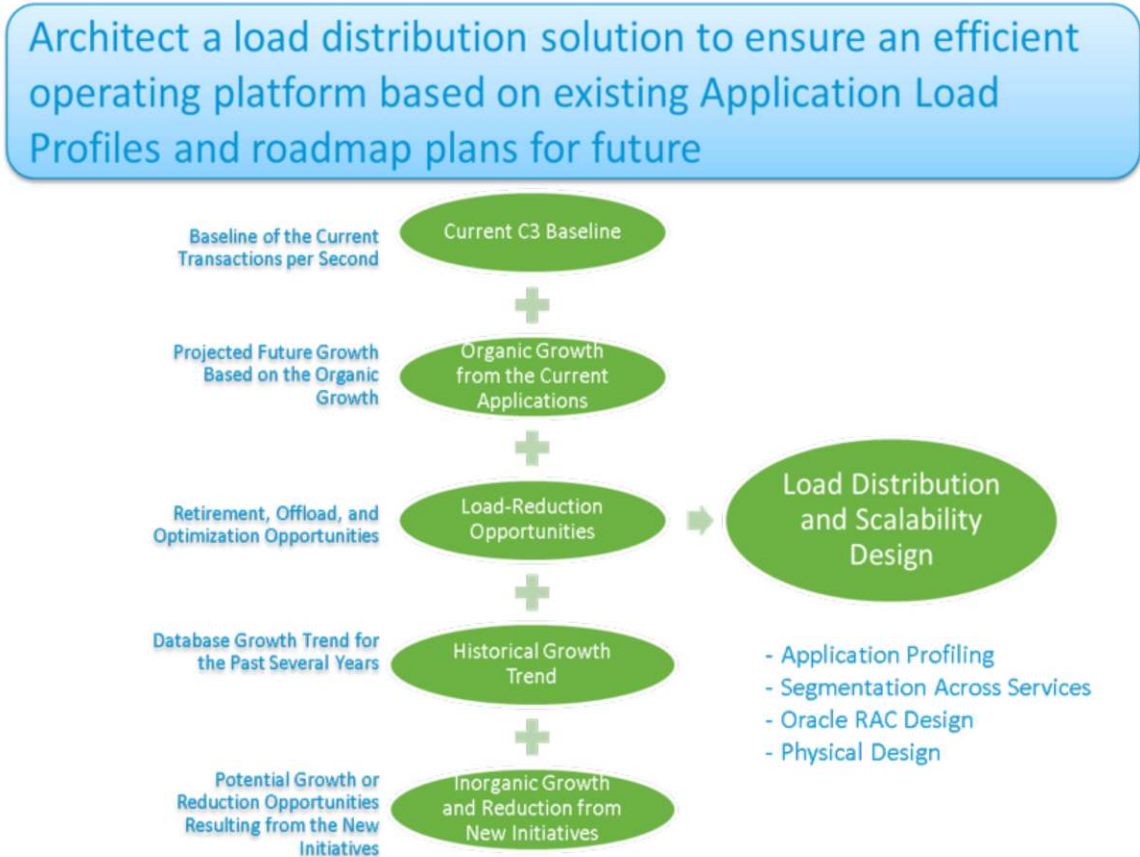 Architect a load distribution solution to ensure an efficient
operating platform based on existing Application Load
Profiles and roadmap plans for future
Baseline of the Current
Transactions per Second
Current C3 Baseline
Projected Future Growth
Based on the Organic
Growth
Organic Growth
from the Current
Applications
Retirement, Offload, and
Optimization Opportunities
Load-Reduction
Opportunities
Load Distribution
and Scalability
Design
Database Growth Trend for
the Past Several Years
Historical Growth
Trend
- Application Profiling
- Segmentation Across Services
- Oracle RAC Design
- Physical Design
Potential Growth or
Reduction Opportunities
Resulting from the New
Initiatives
Inorganic Growth
and Reduction from
New Initiatives